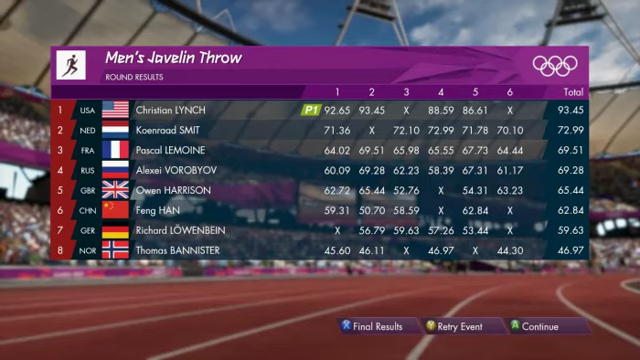 Men's Javelin Throw
ROUND RESULTS
1 2 3 4 5 6 Total
1 USA Christian LYNCH P1 92.65 93.45 X 88.59 86.61 X 93.45
2 NED Koenraad SMIT 71.36 X 72.10 72.99 71.78 70.10 72.99
3 FRA Pascal LEMOINE 64.02 69.51 65.98 65.55 67.73 64.44 69.51
4 RUS Alexei VOROBYOV 60.09 69.28 62.23 58.39 67.31 61.17 69.28
5 GBR Owen HARRISON 62.72 65.44 52.76 X 54.31 63.23 65.44
6 CHN Feng HAN 59.31 50.70 58.59 X 62.84 X 62.84
7 GER Richard LÖWENBEIN X 56.79 59.63 57.26 53.44 X 59.63
8 NOR Thomas BANNISTER 45.60 46.11 X 46.97 X 44.30 46.97
X Final Results Y Retry Event A Continue